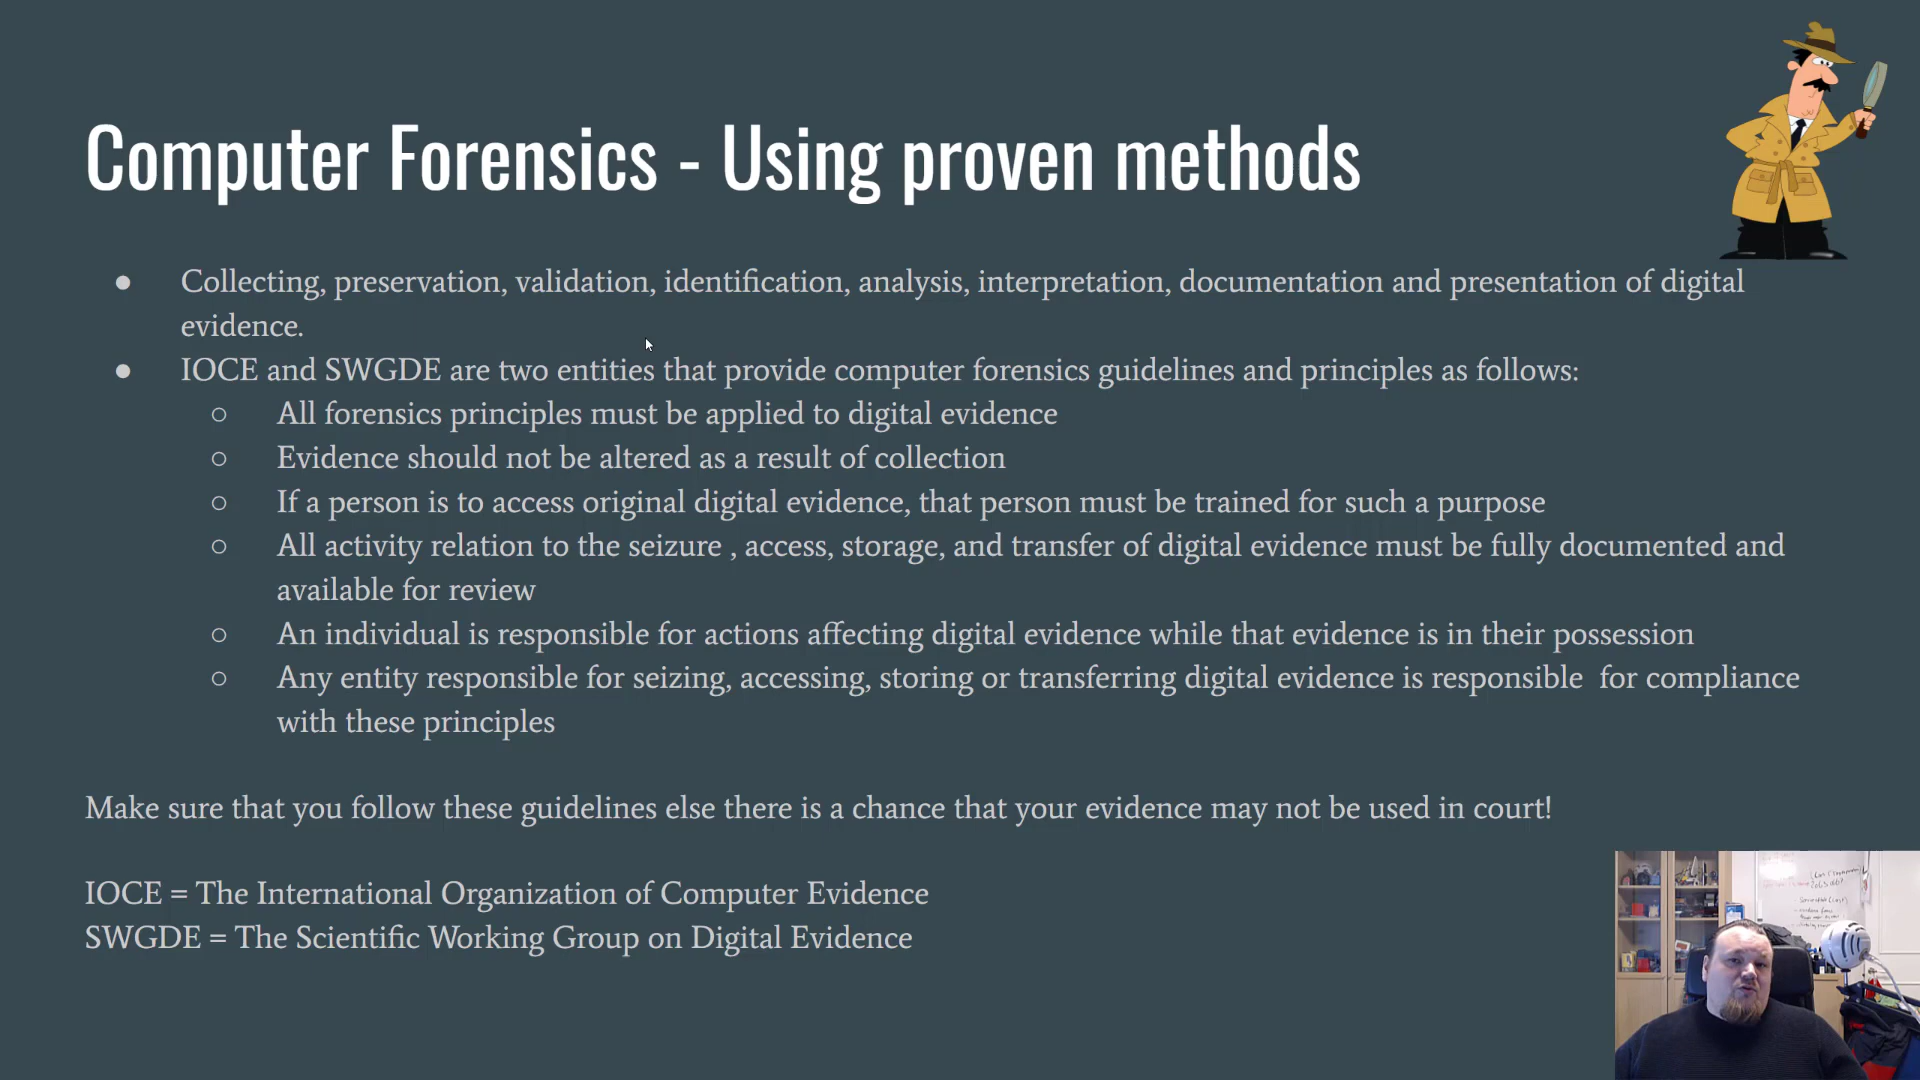 Computer Forensics - Using proven methods
● Collecting, preservation, validation, identification, analysis, interpretation, documentation and presentation of digital
evidence.
● IOCE and SWGDE are two entities that provide computer forensics guidelines and principles as follows:
○ All forensics principles must be applied to digital evidence
○ Evidence should not be altered as a result of collection
○ If a person is to access original digital evidence, that person must be trained for such a purpose
○ All activity relation to the seizure , access, storage, and transfer of digital evidence must be fully documented and
available for review
○ An individual is responsible for actions affecting digital evidence while that evidence is in their possession
○ Any entity responsible for seizing, accessing, storing or transferring digital evidence is responsible  for compliance
with these principles
Make sure that you follow these guidelines else there is a chance that your evidence may not be used in court!
IOCE = The International Organization of Computer Evidence
SWGDE = The Scientific Working Group on Digital Evidence